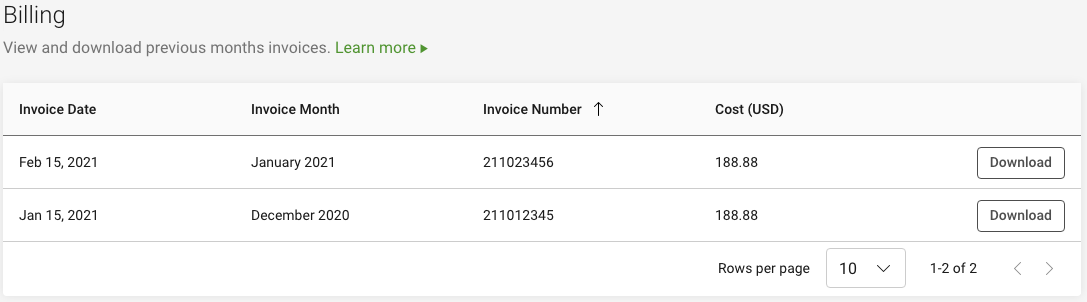 Billing
View and download previous months invoices. Learn more
Invoice Date Invoice Month Invoice Number Cost (USD)
Feb 15, 2021 January 2021 211023456 188.88 Download
Jan 15, 2021 December 2020 211012345 188.88 Download
Rows per page 10 1-2 of 2